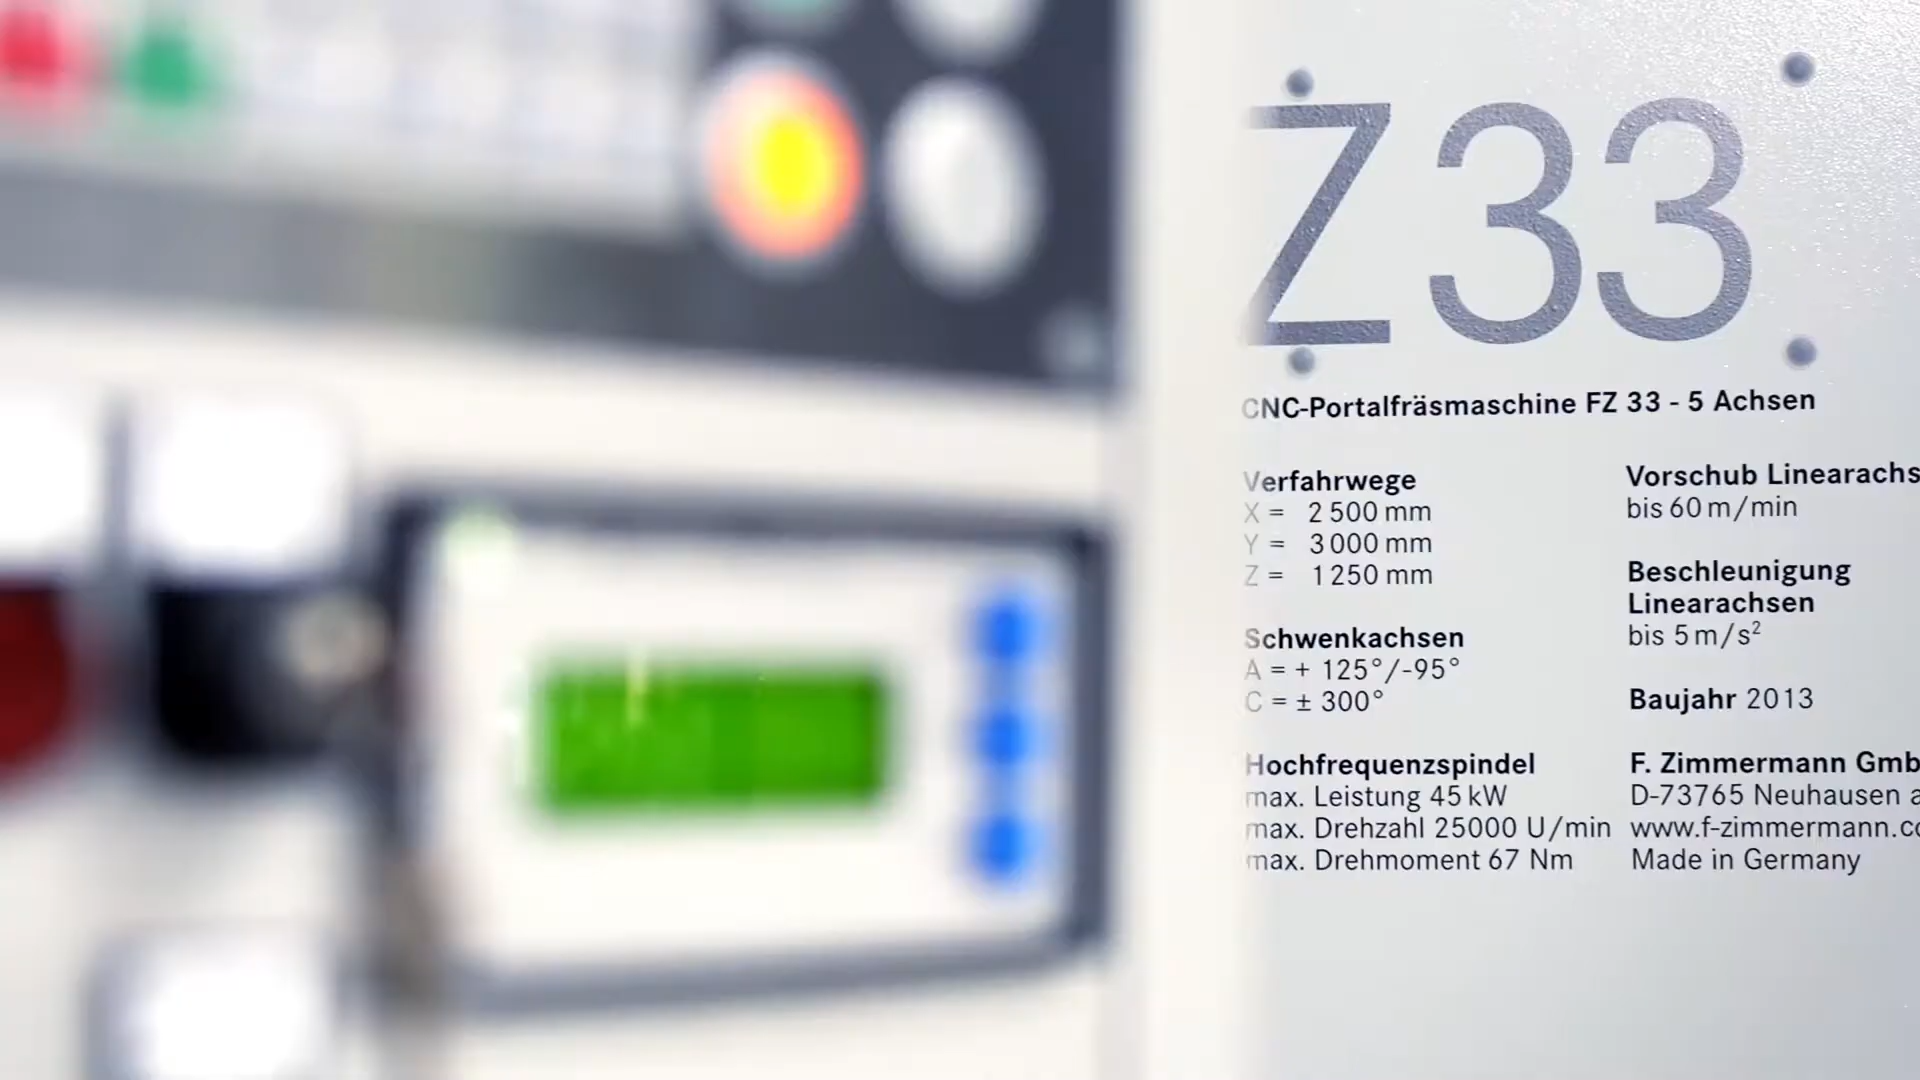 Z33
CNC-Portalfräsmaschine FZ 33 - 5 Achsen
Verfahrwege
X = 2 500 mm
Y = 3 000 mm
Z = 1 250 mm
Schwenkachsen
A = + 125°/-95°
C = ± 300°
Hochfrequenzspindel
max. Leistung 45 kW
max. Drehzahl 25000 U/min
max. Drehmoment 67 Nm
Vorschub Linearachs
bis 60 m/min
Beschleunigung
Linearachsen
bis 5 m/s²
Baujahr 2013
F. Zimmermann Gmb
D-73765 Neuhausen a
www.f-zimmermann.co
Made in Germany